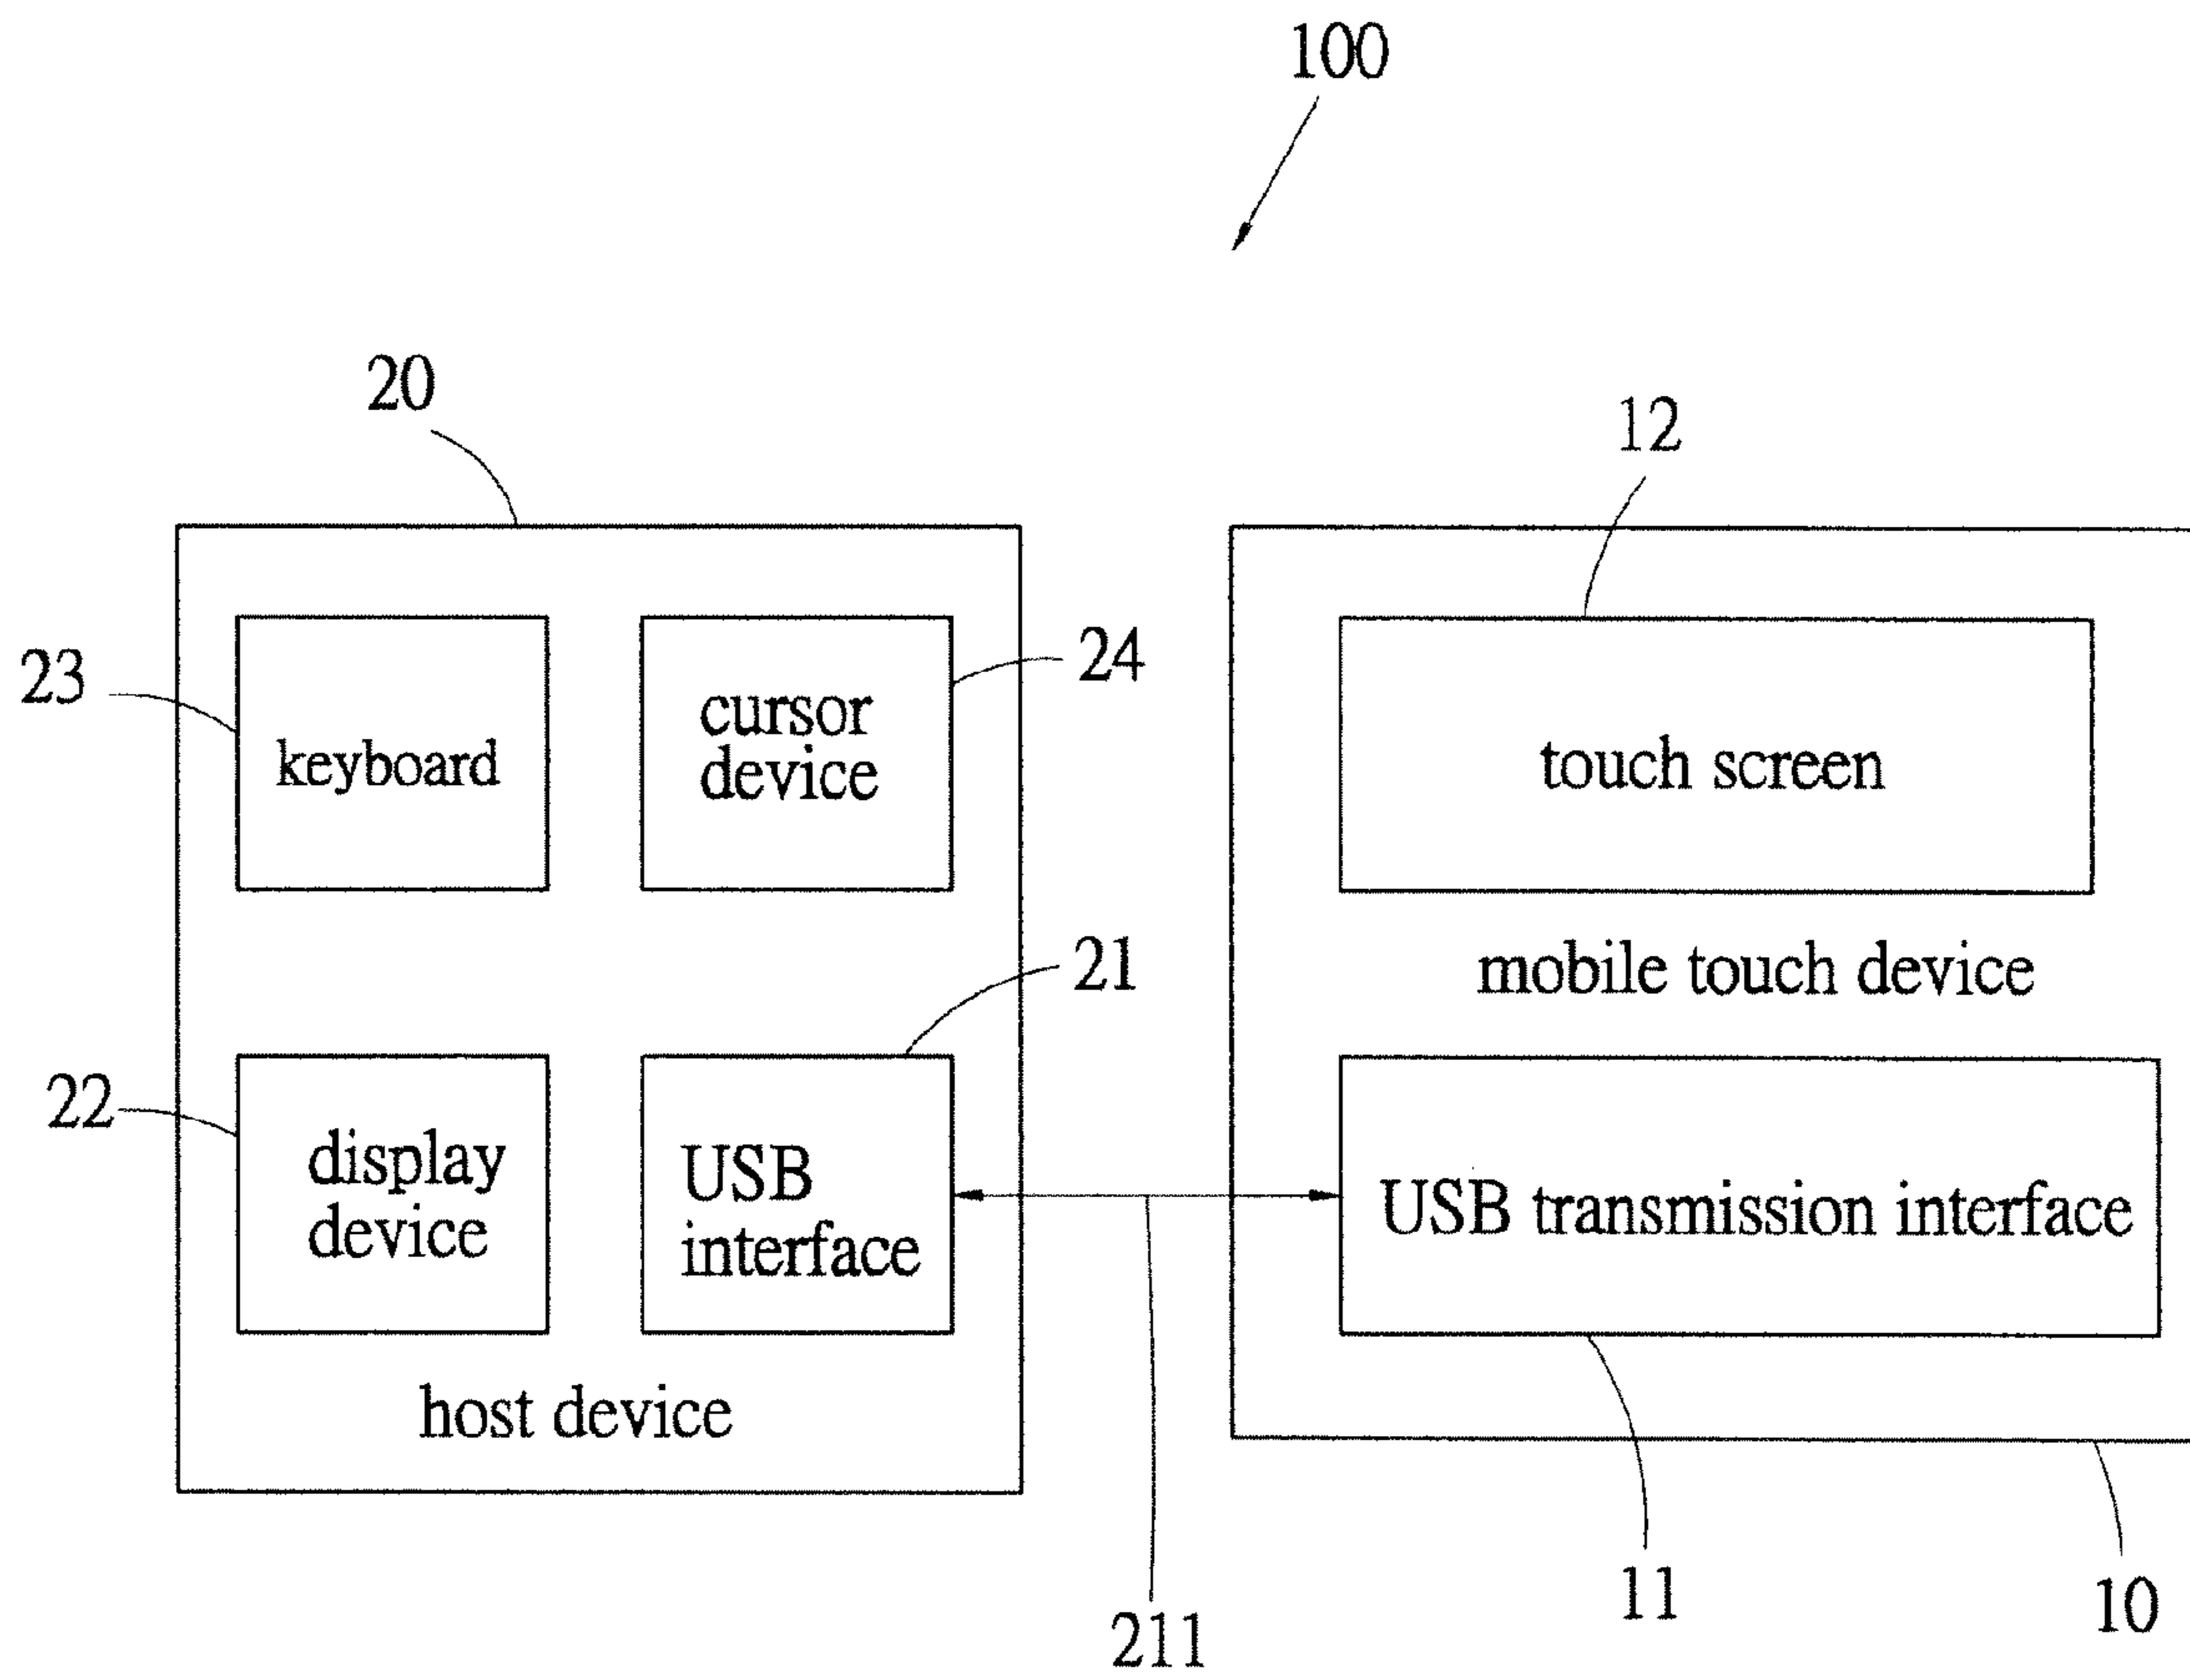 100
20
12
23
24
keyboard
cursor
device
touch screen
mobile touch device
21
22
display
device
USB
interface
USB transmission interface
host device
11
10
211